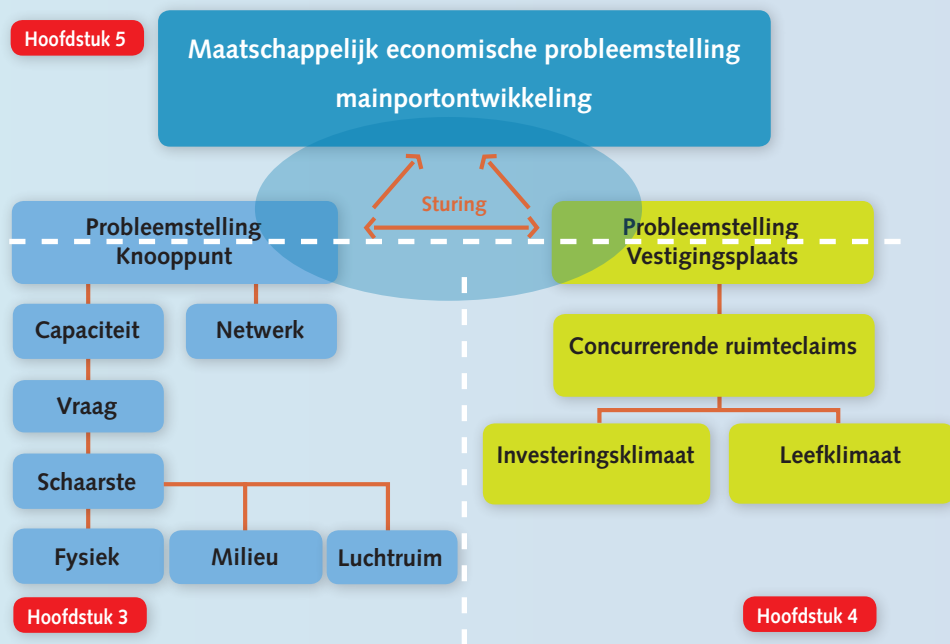 Hoofdstuk 5
Maatschappelijk economische probleemstelling
mainportontwikkeling
Sturing
Probleemstelling
Knooppunt
Probleemstelling
Vestigingsplaats
Capaciteit
Netwerk
Concurrerende ruimteclaims
Vraag
Investeringsklimaat
Leefklimaat
Schaarste
Fysiek
Milieu
Luchtruim
Hoofdstuk 3
Hoofdstuk 4